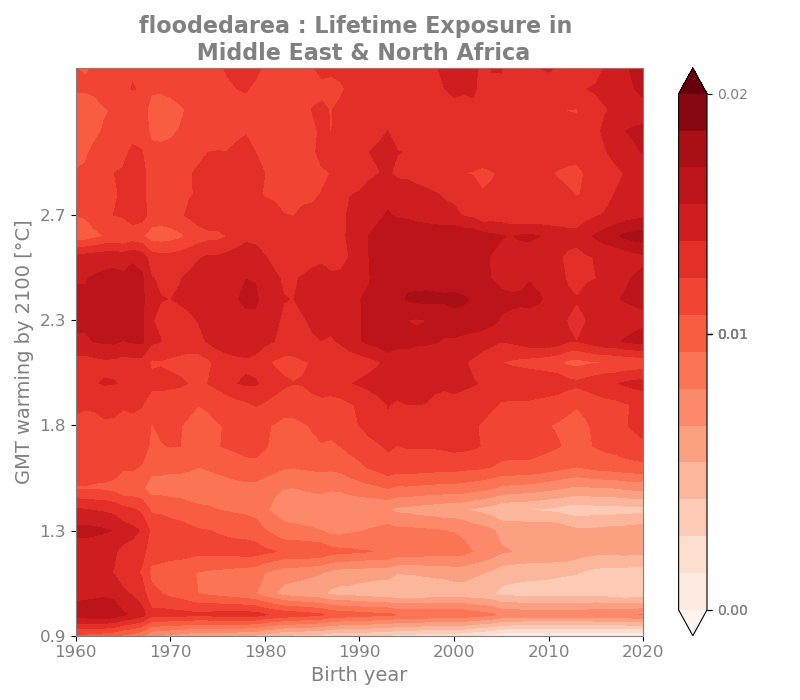 floodedarea : Lifetime Exposure in
Middle East & North Africa
GMT warming by 2100 [°C]
2.7
2.3
1.8
1.3
0.9
1960 1970 1980 1990 2000 2010 2020
Birth year
0.02
0.01
0.00